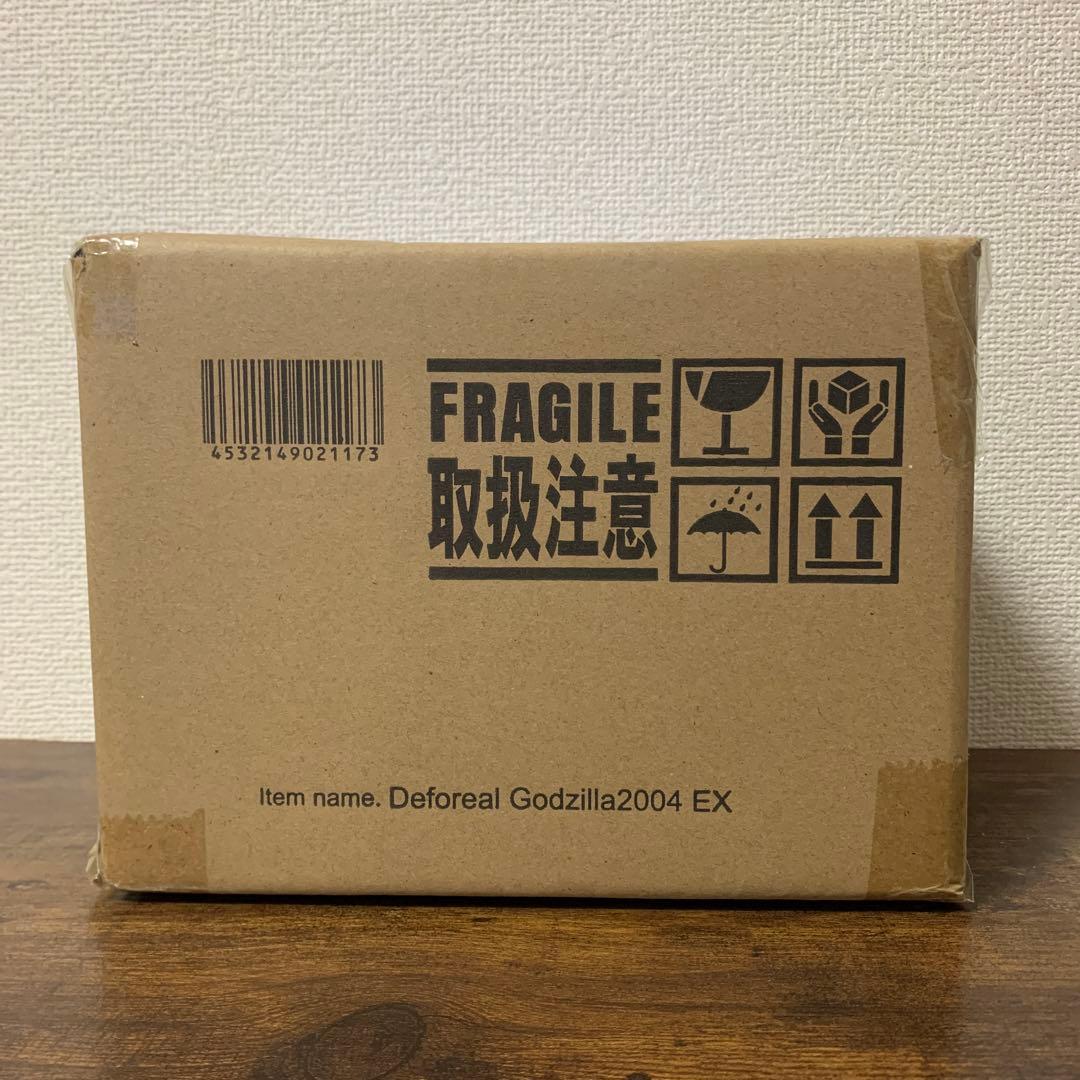 4532149021173
FRAGILE
取扱注意
Item name. Deforeal Godzilla2004 EX